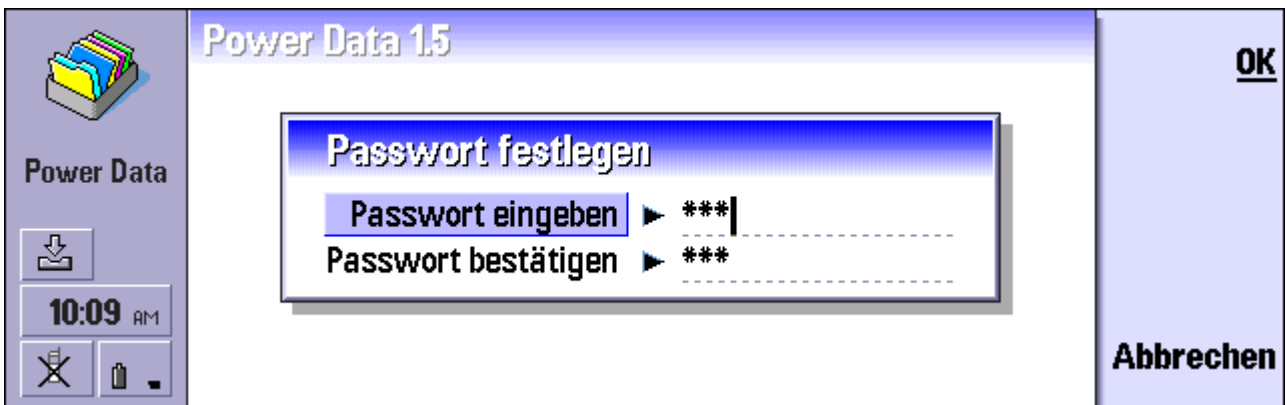 Power Data 1.5
OK
Power Data
Passwort festlegen
Passwort eingeben ***
Passwort bestätigen ***
10:09 AM
Abbrechen